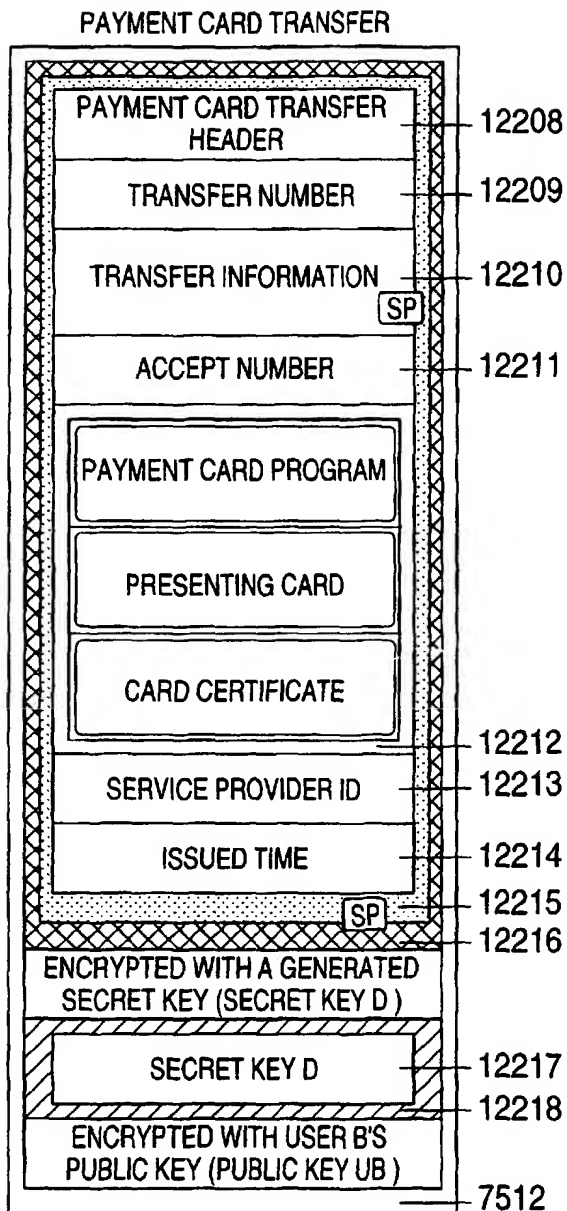 PAYMENT CARD TRANSFER
PAYMENT CARD TRANSFER
HEADER
12208
TRANSFER NUMBER
12209
TRANSFER INFORMATION
12210
SP
ACCEPT NUMBER
12211
PAYMENT CARD PROGRAM
PRESENTING CARD
CARD CERTIFICATE
12212
SERVICE PROVIDER ID
12213
ISSUED TIME
12214
12215
SP
12216
ENCRYPTED WITH A GENERATED
SECRET KEY (SECRET KEY D )
SECRET KEY D
12217
12218
ENCRYPTED WITH USER B'S
PUBLIC KEY (PUBLIC KEY UB )
7512